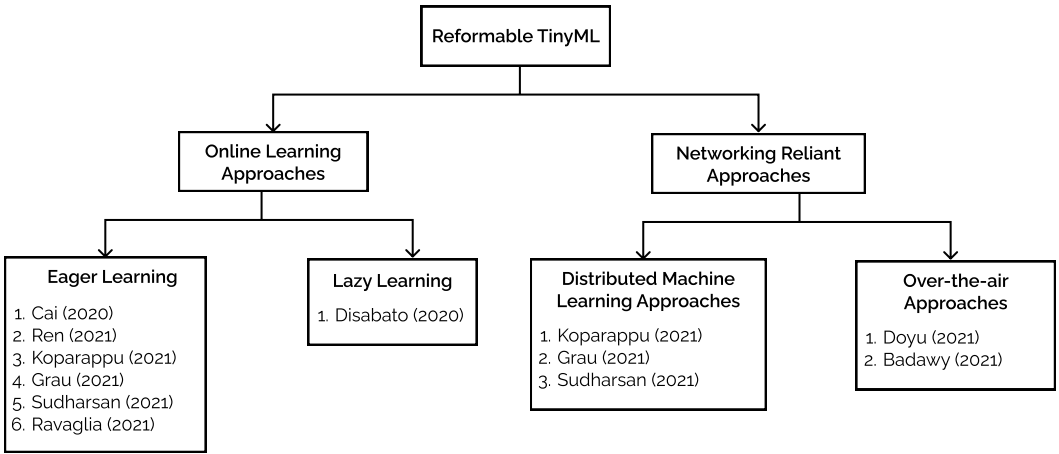 Reformable TinyML
Online Learning
Approaches
Networking Reliant
Approaches
Eager Learning
1. Cai (2020)
2. Ren (2021)
3. Koparappu (2021)
4. Grau (2021)
5. Sudharsan (2021)
6. Ravaglia (2021)
Lazy Learning
1. Disabato (2020)
Distributed Machine
Learning Approaches
1. Koparappu (2021)
2. Grau (2021)
3. Sudharsan (2021)
Over-the-air
Approaches
1. Doyu (2021)
2. Badawy (2021)